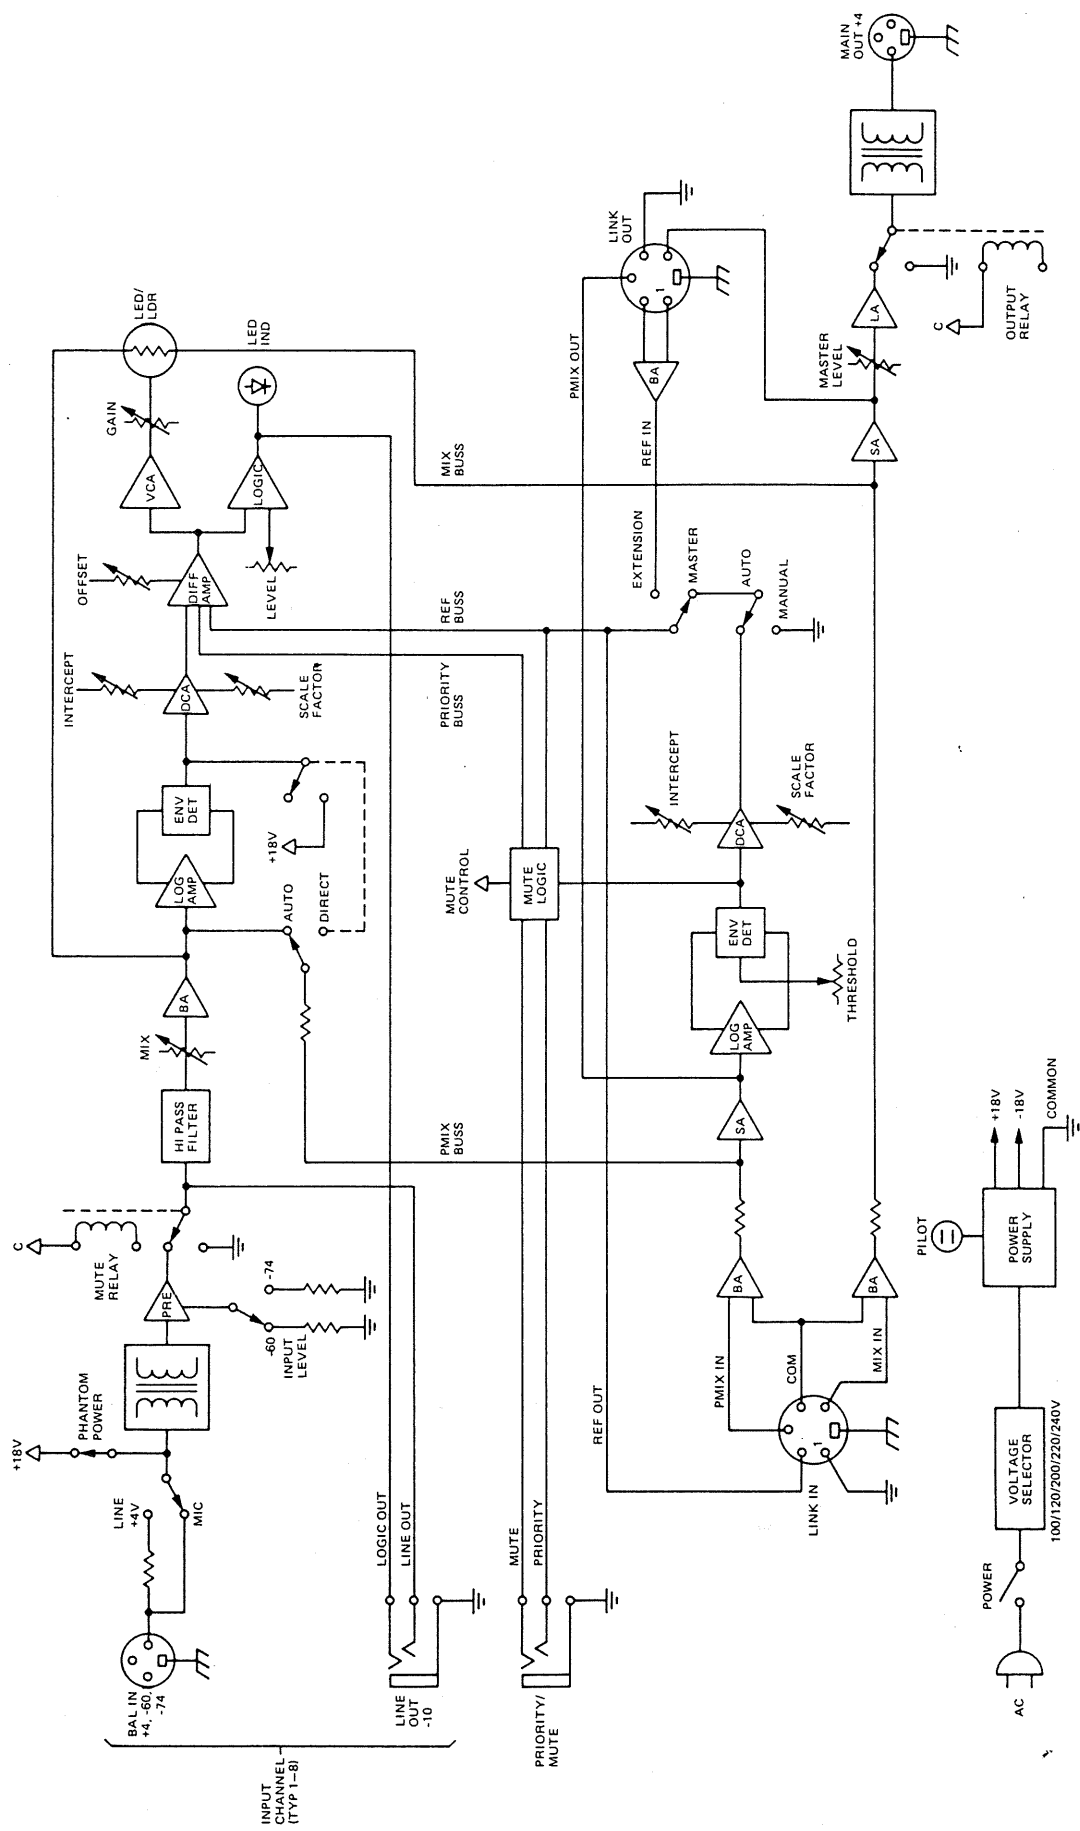 INPUT
CHANNEL
(TYP 1–8)
BAL IN
+4, -60,
-74
LINE
+4V
MIC
+18V
PHANTOM
POWER
PRE
-60
-74
INPUT
LEVEL
C
MUTE
RELAY
HI PASS
FILTER
MIX
BA
LOG
AMP
ENV
DET
AUTO
DIRECT
+18V
INTERCEPT
DCA
SCALE
FACTOR
OFFSET
DIFF
AMP
LEVEL
VCA
LOGIC
GAIN
LED/
LDR
LED
IND
LINE
OUT
-10
LOGIC OUT
LINE OUT
PRIORITY/
MUTE
MUTE
PRIORITY
PMIX
BUSS
MUTE
CONTROL
MUTE
LOGIC
PRIORITY
BUSS
REF
BUSS
MIX
BUSS
PMIX OUT
LINK
OUT
1
BA
REF IN
EXTENSION
MASTER
AUTO
MANUAL
REF OUT
LINK IN
1
PMIX IN
COM
MIX IN
BA
BA
SA
LOG
AMP
ENV
DET
THRESHOLD
INTERCEPT
DCA
SCALE
FACTOR
SA
MASTER
LEVEL
LA
C
OUTPUT
RELAY
MAIN
OUT +4
AC
POWER
VOLTAGE
SELECTOR
100/120/200/220/240V
PILOT
POWER
SUPPLY
+18V
-18V
COMMON